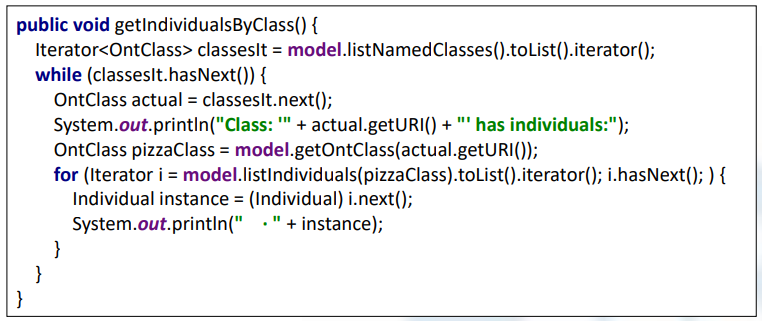 public void getIndividualsByClass() {
Iterator<OntClass> classesIt = model.listNamedClasses().toList().iterator();
while (classesIt.hasNext()) {
OntClass actual = classesIt.next();
System.out.println("Class: '" + actual.getURI() + "' has individuals:");
OntClass pizzaClass = model.getOntClass(actual.getURI());
for (Iterator i = model.listIndividuals(pizzaClass).toList().iterator(); i.hasNext(); ) {
Individual instance = (Individual) i.next();
System.out.println("    · " + instance);
}
}
}